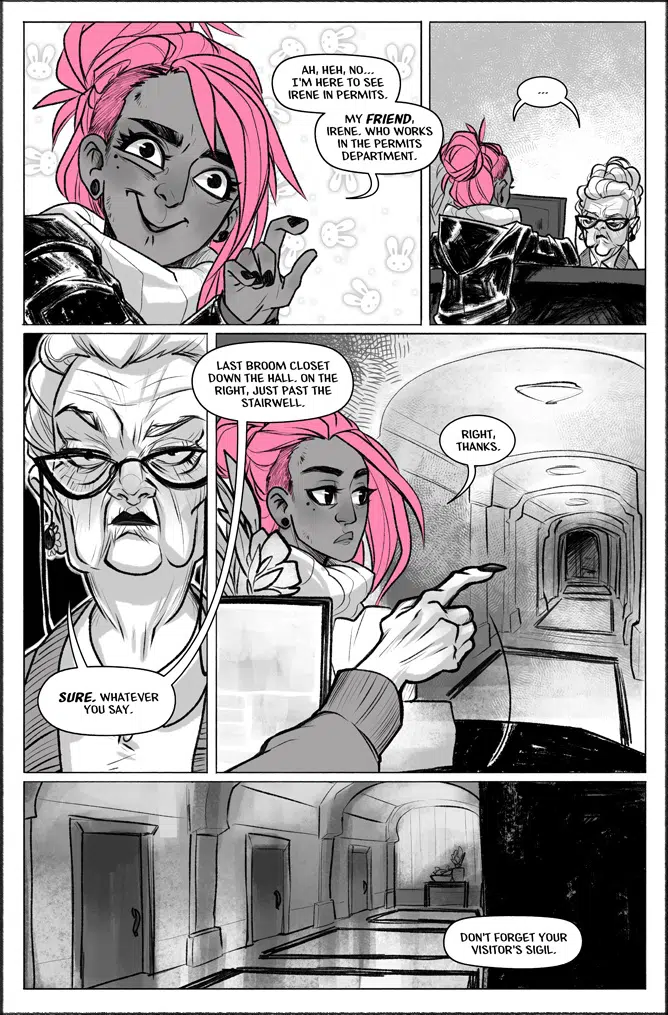 AH, HEH, NO...
I'M HERE TO SEE
IRENE IN PERMITS.
MY FRIEND,
IRENE. WHO WORKS
IN THE PERMITS
DEPARTMENT.
...
SURE, WHATEVER
YOU SAY.
LAST BROOM CLOSET
DOWN THE HALL. ON THE
RIGHT, JUST PAST THE
STAIRWELL.
RIGHT,
THANKS.
DON'T FORGET YOUR
VISITOR'S SIGIL.